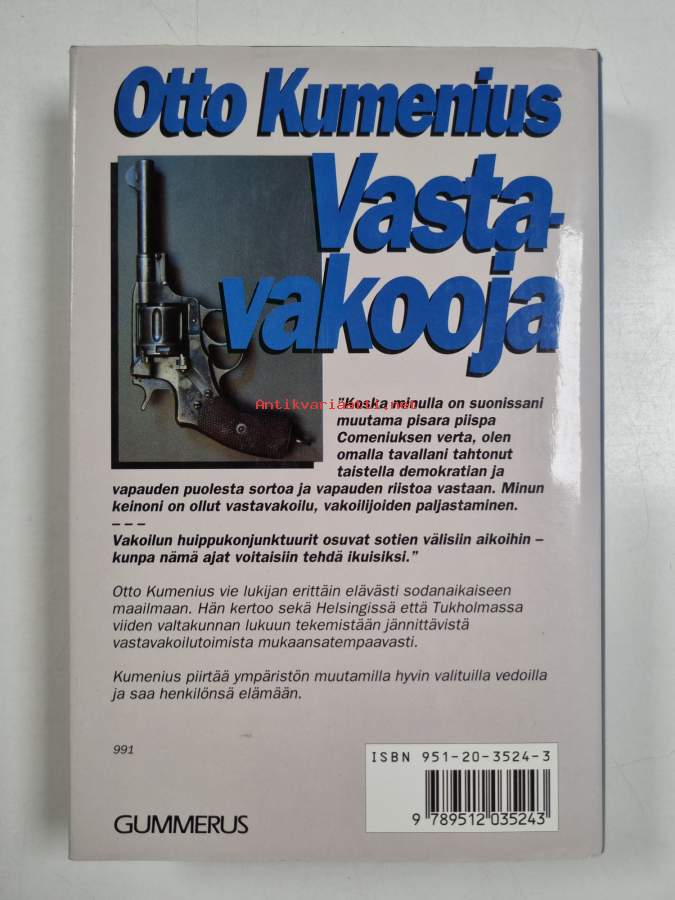 Otto Kumenius
Vasta-
vakooja
Antikvariaatti.net
"Koska minulla on suonissani
muutama pisara piispa
Comeniuksen verta, olen
omalla tavallani tahtonut
taistella demokratian ja
vapauden puolesta sortoa ja vapauden riistoa vastaan. Minun
keinoni on ollut vastavakoilu, vakoilijoiden paljastaminen.
– – –
Vakoilun huippukonjunktuurit osuvat sotien välisiin aikoihin –
kunpa nämä ajat voitaisiin tehdä ikuisiksi."
Otto Kumenius vie lukijan erittäin elävästi sodanaikaiseen
maailmaan. Hän kertoo sekä Helsingissä että Tukholmassa
viiden valtakunnan lukuun tekemistään jännittävistä
vastavakoilutoimista mukaansatempaavasti.
Kumenius piirtää ympäristön muutamilla hyvin valituilla vedoilla
ja saa henkilönsä elämään.
991
ISBN 951-20-3524-3
9 789512 035243
GUMMERUS